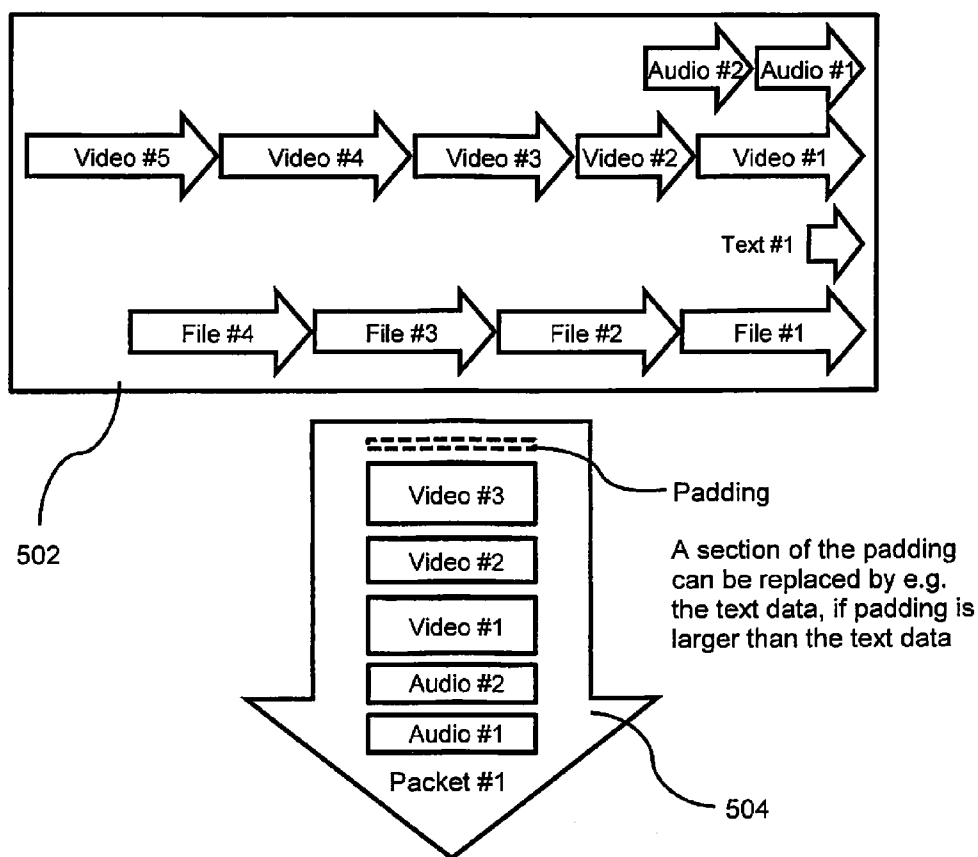 Audio #2 Audio #1
Video #5 Video #4 Video #3 Video #2 Video #1
Text #1
File #4 File #3 File #2 File #1
502
Padding
A section of the padding
can be replaced by e.g.
the text data, if padding is
larger than the text data
Video #3
Video #2
Video #1
Audio #2
Audio #1
Packet #1
504